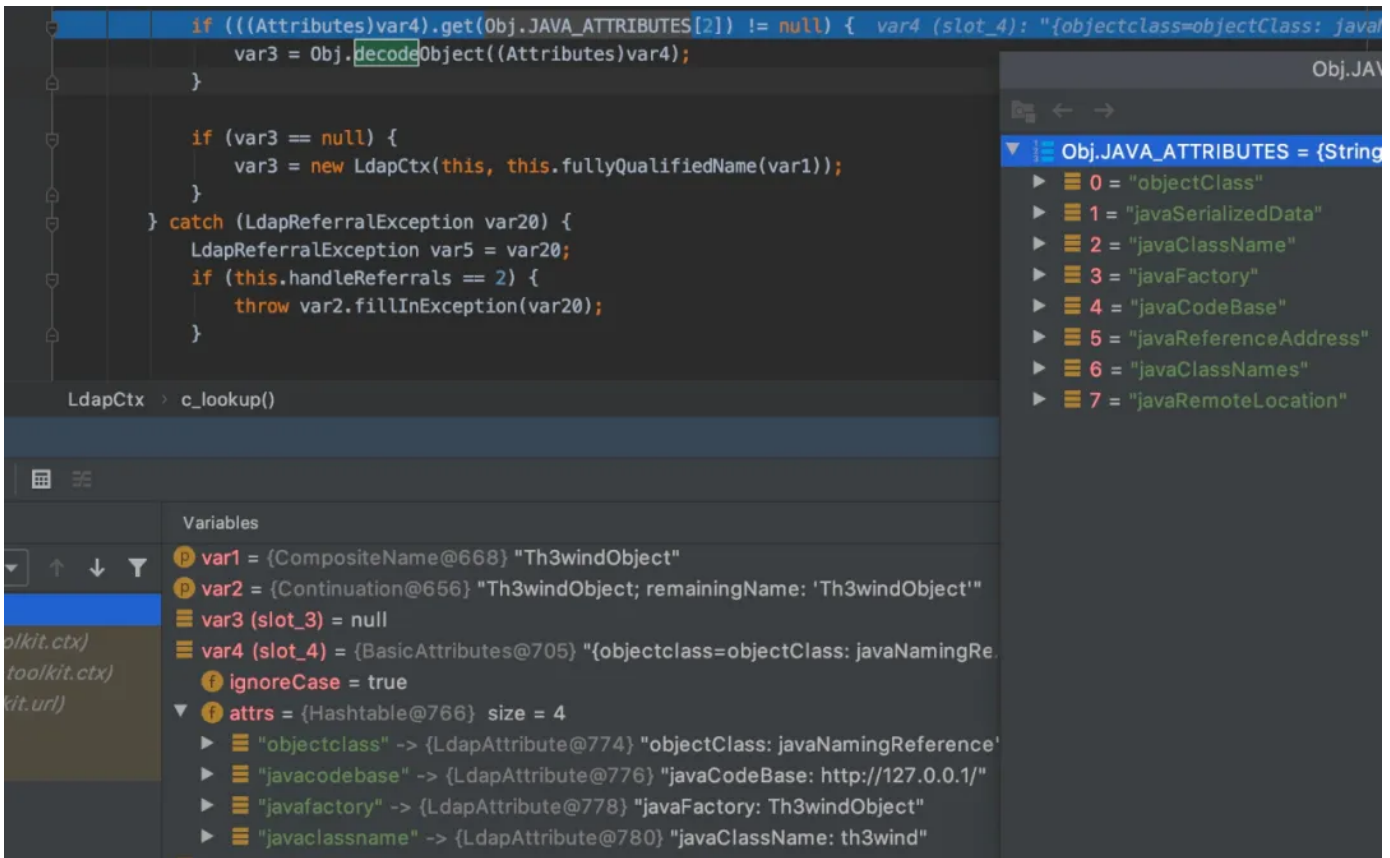 if (((Attributes)var4).get(Obj.JAVA_ATTRIBUTES[2]) != null) {  var4 (slot_4): "{objectclass=objectClass:
var3 = Obj.decodeObject((Attributes)var4);
}
if (var3 == null) {
var3 = new LdapCtx(this, this.fullyQualifiedName(var1));
}
} catch (LdapReferralException var20) {
LdapReferralException var5 = var20;
if (this.handleReferrals == 2) {
throw var2.fillInException(var20);
}
LdapCtx > c_lookup()
Obj.JAVA_ATTRIBUTES = {String
0 = "objectClass"
1 = "javaSerializedData"
2 = "javaClassName"
3 = "javaFactory"
4 = "javaCodeBase"
5 = "javaReferenceAddress"
6 = "javaClassNames"
7 = "javaRemoteLocation"
Variables
var1 = {CompositeName@668} "Th3windObject"
var2 = {Continuation@656} "Th3windObject; remainingName: 'Th3windObject'"
var3 (slot_3) = null
var4 (slot_4) = {BasicAttributes@705} "{objectclass=objectClass: javaNamingRe...
ignoreCase = true
attrs = {Hashtable@766} size = 4
"objectclass" -> {LdapAttribute@774} "objectClass: javaNamingReference"
"javacodebase" -> {LdapAttribute@776} "javaCodeBase: http://127.0.0.1/"
"javafactory" -> {LdapAttribute@778} "javaFactory: Th3windObject"
"javaclassname" -> {LdapAttribute@780} "javaClassName: th3wind"
olkit.ctx)
toolkit.ctx)
kit.url)